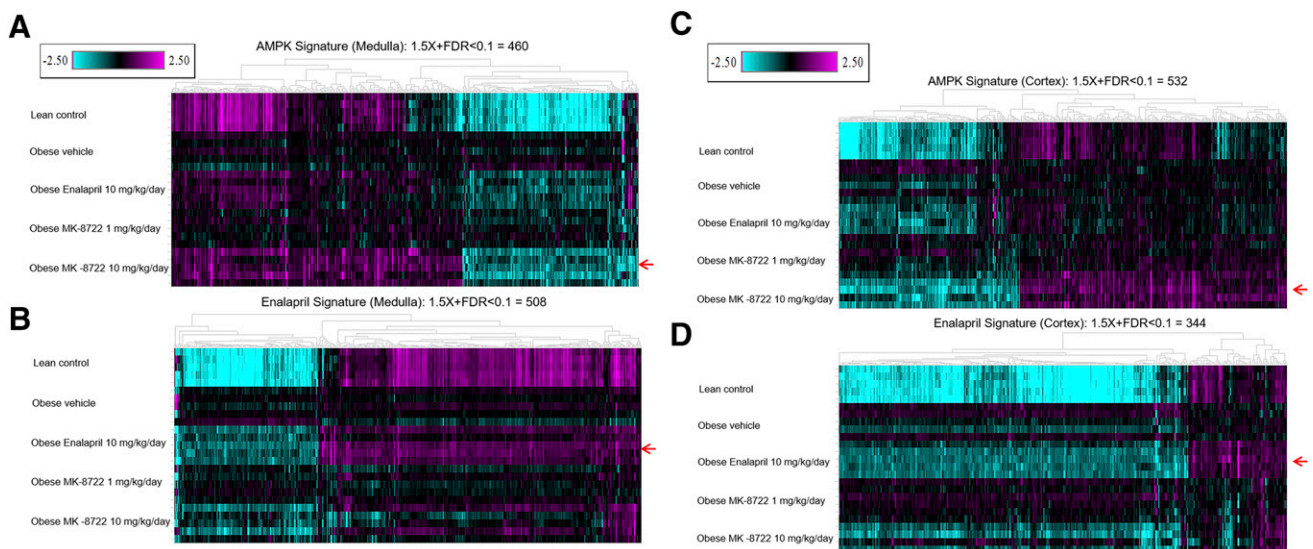 A
-2.50 2.50
AMPK Signature (Medulla): 1.5X+FDR<0.1 = 460
Lean control
Obese vehicle
Obese Enalapril 10 mg/kg/day
Obese MK-8722 1 mg/kg/day
Obese MK -8722 10 mg/kg/day
B
Enalapril Signature (Medulla): 1.5X+FDR<0.1 = 508
Lean control
Obese vehicle
Obese Enalapril 10 mg/kg/day
Obese MK-8722 1 mg/kg/day
Obese MK -8722 10 mg/kg/day
C
-2.50 2.50
AMPK Signature (Cortex): 1.5X+FDR<0.1 = 532
Lean control
Obese vehicle
Obese Enalapril 10 mg/kg/day
Obese MK-8722 1 mg/kg/day
Obese MK -8722 10 mg/kg/day
D
Enalapril Signature (Cortex): 1.5X+FDR<0.1 = 344
Lean control
Obese vehicle
Obese Enalapril 10 mg/kg/day
Obese MK-8722 1 mg/kg/day
Obese MK -8722 10 mg/kg/day